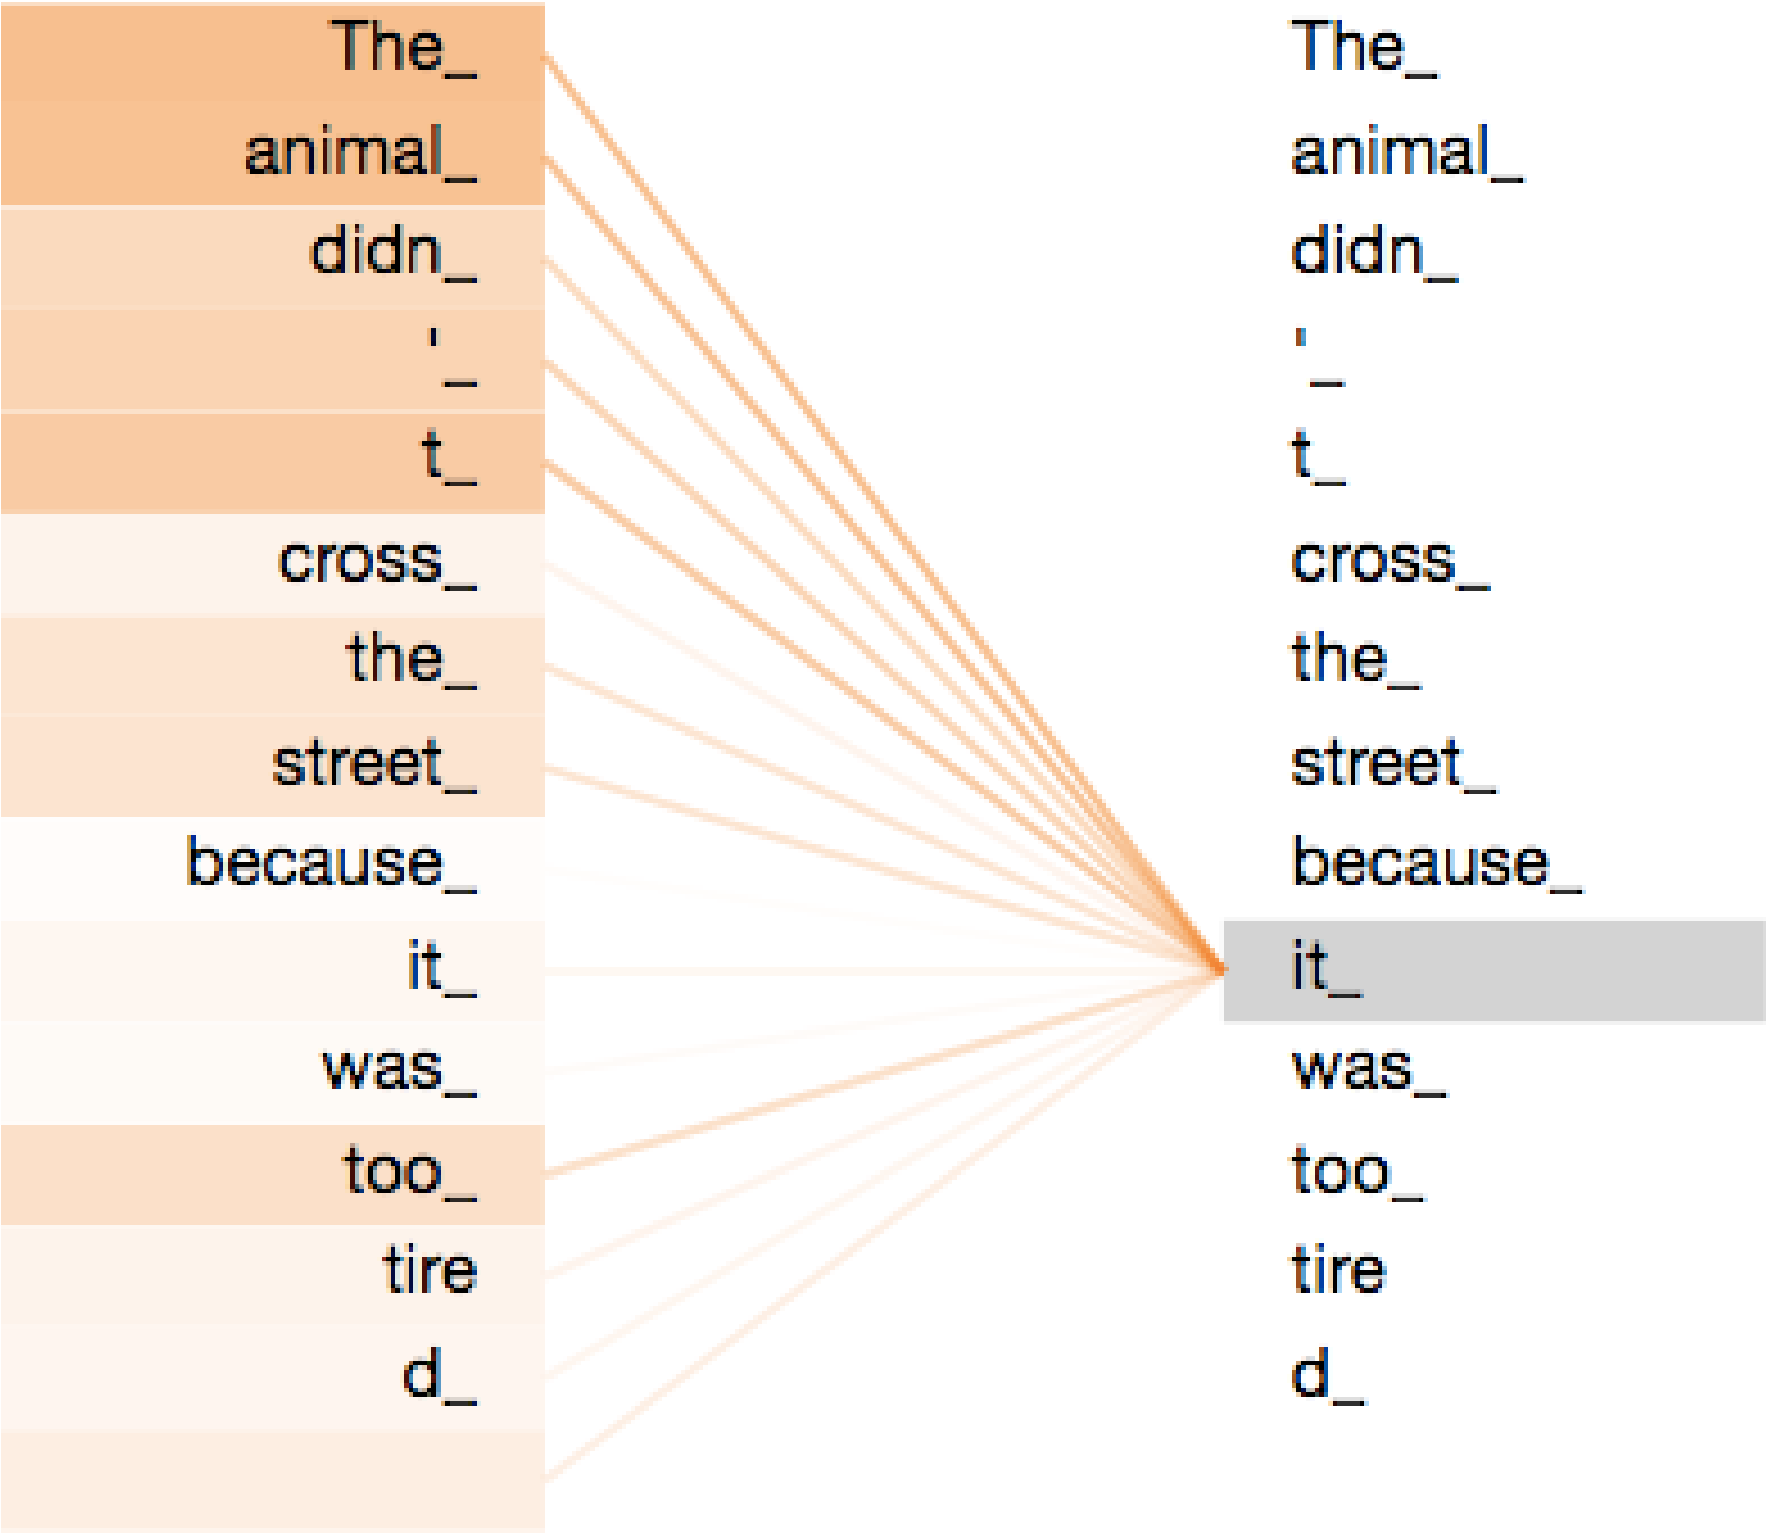 The_ The_
animal_ animal_
didn_ didn_
'_ '_
t_ t_
cross_ cross_
the_ the_
street_ street_
because_ because_
it_ it_
was_ was_
too_ too_
tire tire
d_ d_